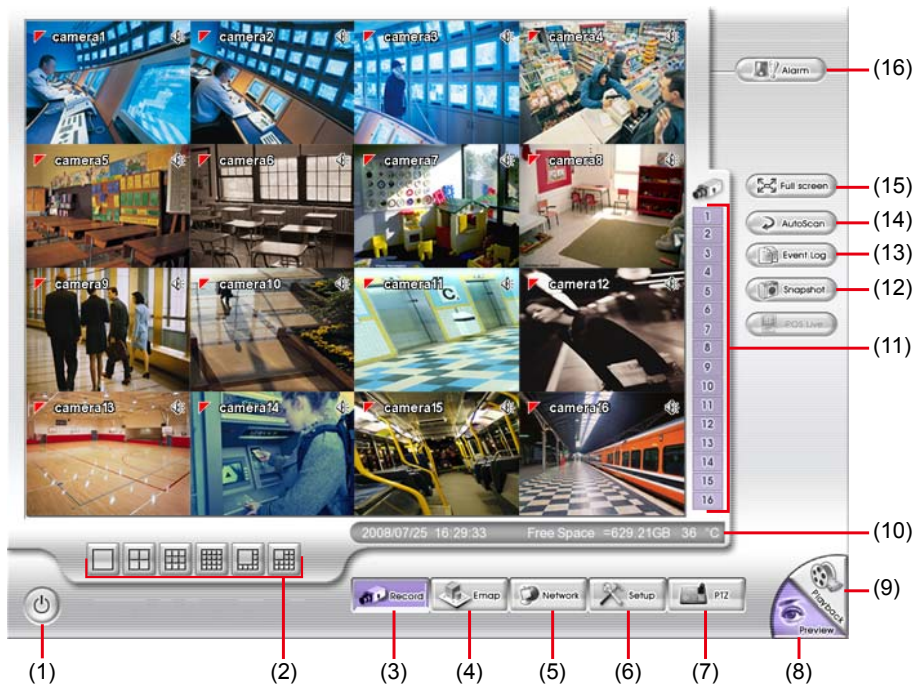 camera1 camera2 camera3 camera4
Alarm (16)
camera5 camera6 camera7 camera8
Full screen (15)
1
AutoScan (14)
2
3
Event Log (13)
4
5
Snapshot (12)
6
7
POS Live
8
(11)
9
10
11
12
13
14
15
16
camera9 camera10 camera11 camera12
C
camera13 camera14 camera15 camera16
2008/07/25 16:29:33 Free Space =629.21GB 36 °C (10)
Record Emap Network Setup PTZ
Playback (9)
Preview
(1) (2) (3) (4) (5) (6) (7) (8)